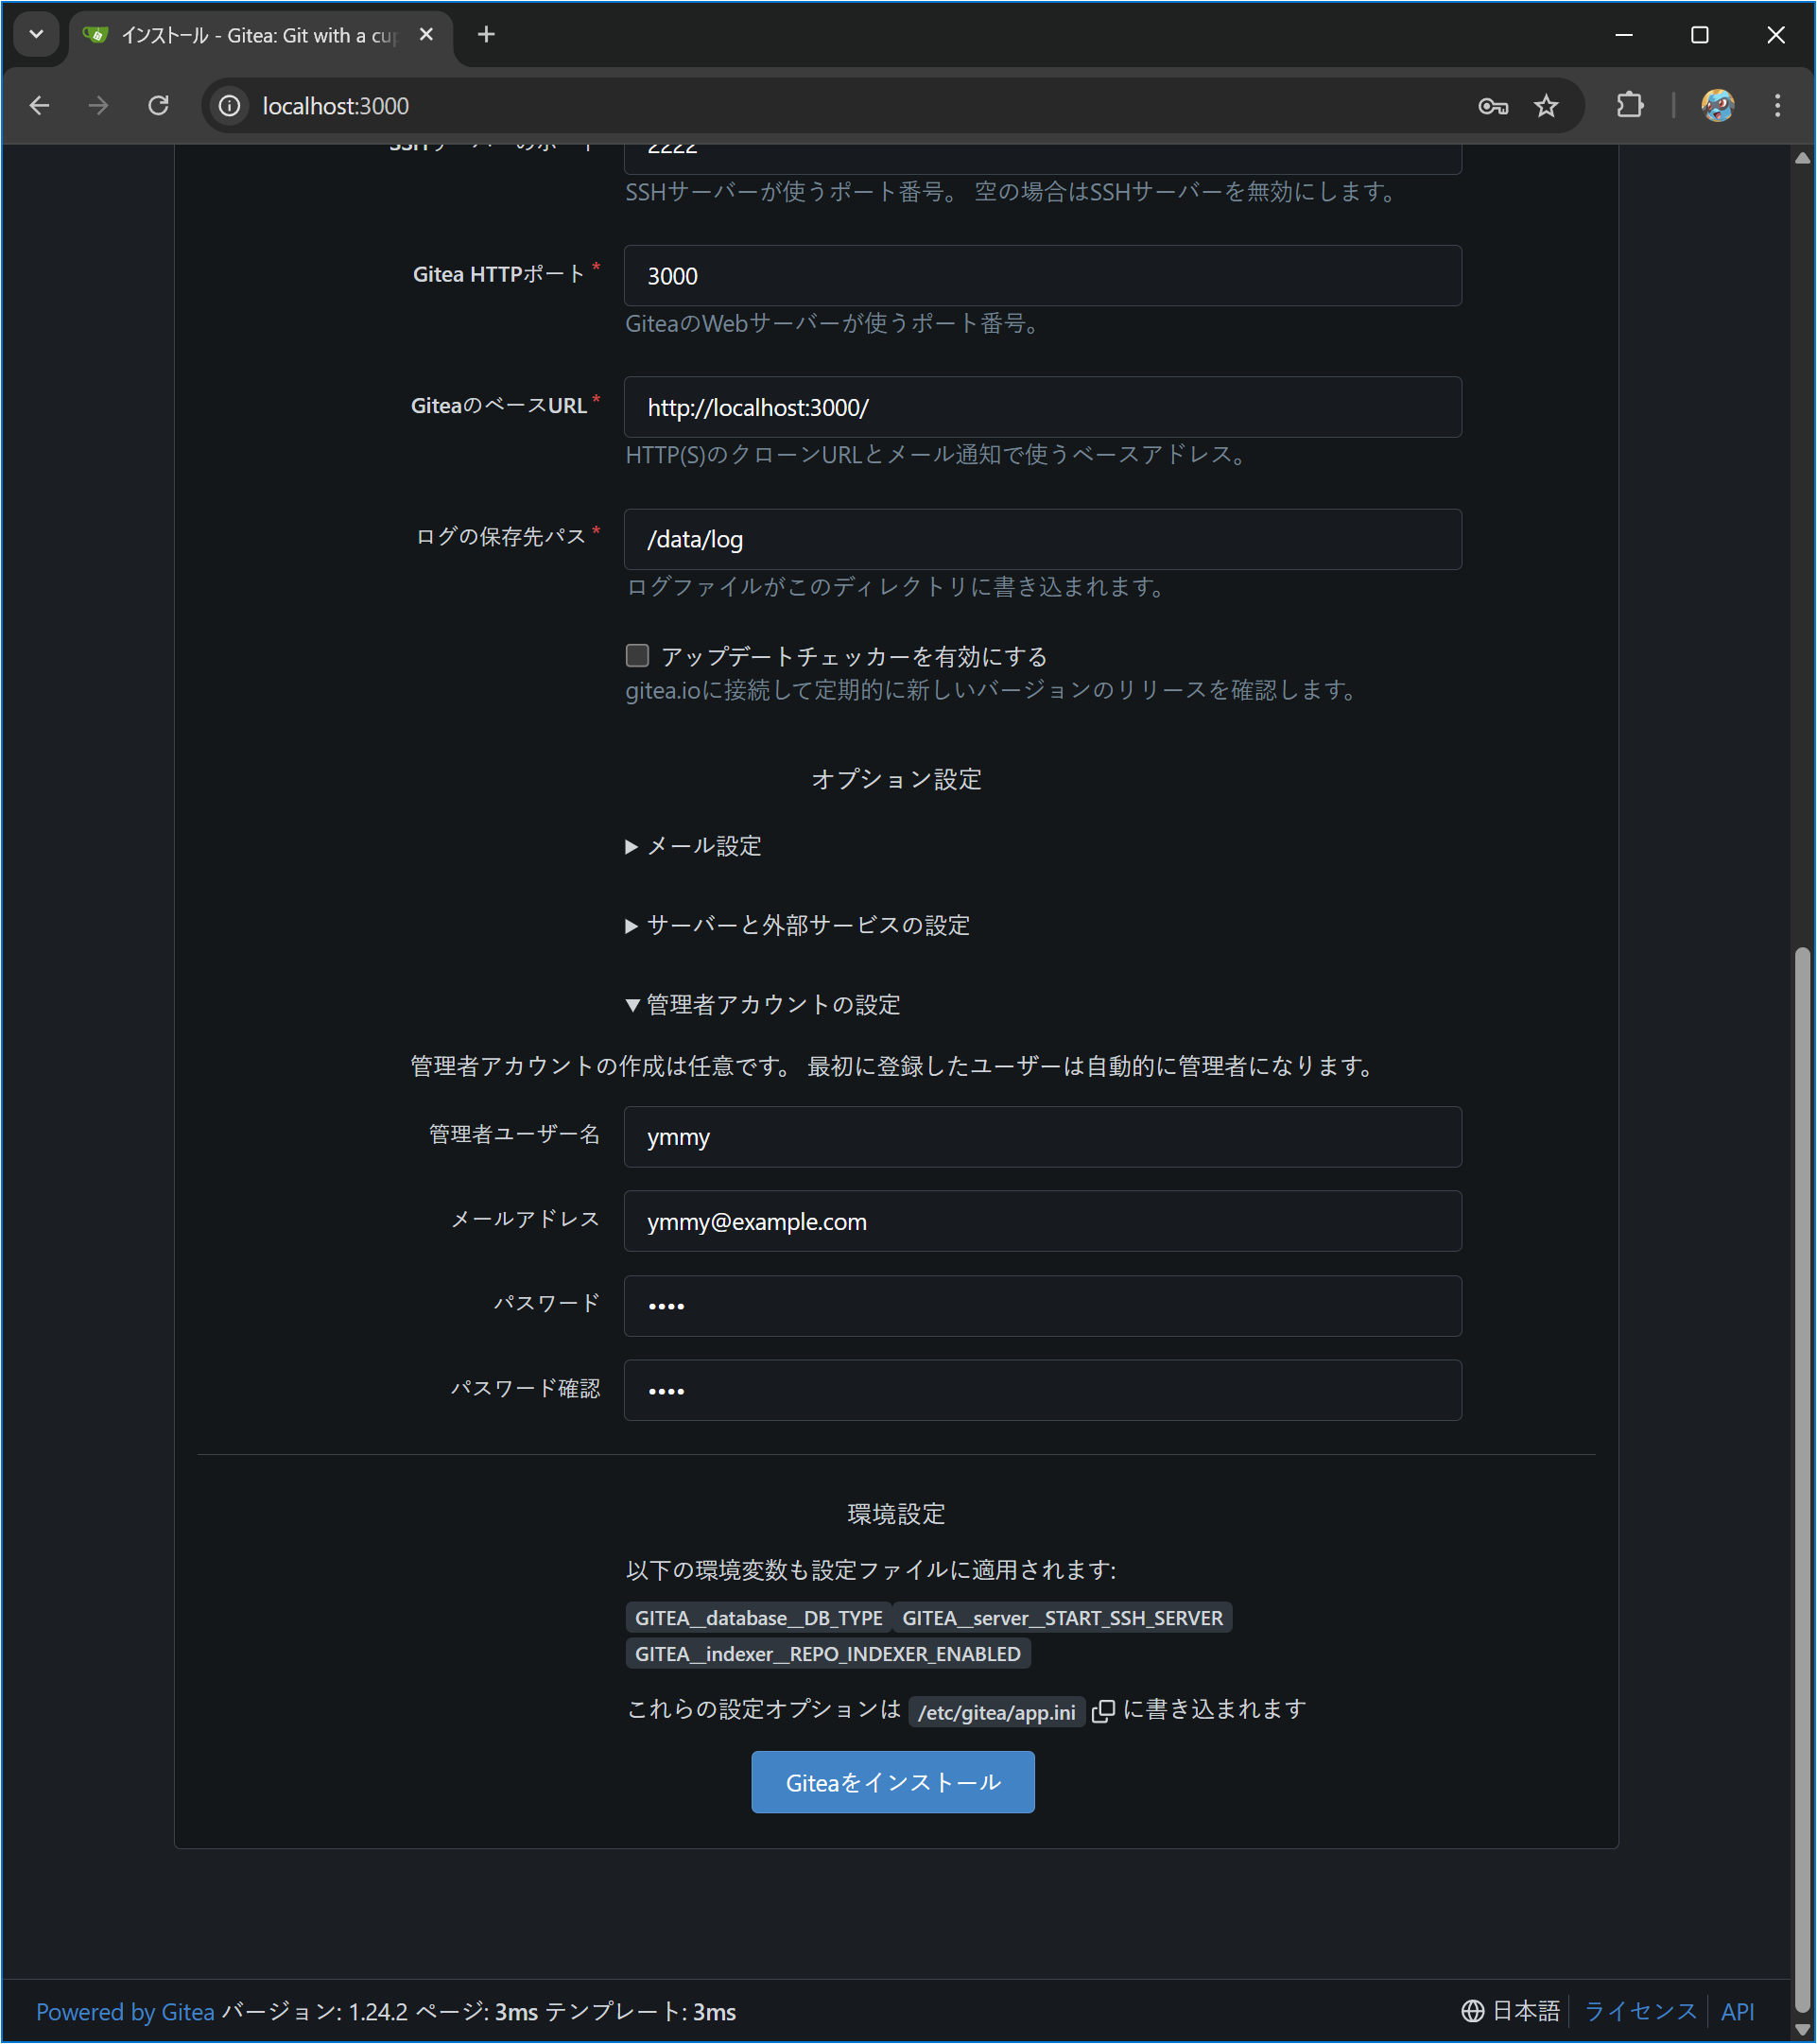 インストール - Gitea: Git with a cup
localhost:3000
SSHサーバーのポート 2222
SSHサーバーが使うポート番号。 空の場合はSSHサーバーを無効にします。
Gitea HTTPポート* 3000
GiteaのWebサーバーが使うポート番号。
GiteaのベースURL* http://localhost:3000/
HTTP(S)のクローンURLとメール通知で使うベースアドレス。
ログの保存先パス* /data/log
ログファイルがこのディレクトリに書き込まれます。
アップデートチェッカーを有効にする
gitea.ioに接続して定期的に新しいバージョンのリリースを確認します。
オプション設定
▶ メール設定
▶ サーバーと外部サービスの設定
▼ 管理者アカウントの設定
管理者アカウントの作成は任意です。 最初に登録したユーザーは自動的に管理者になります。
管理者ユーザー名 ymmy
メールアドレス ymmy@example.com
パスワード ••••
パスワード確認 ••••
環境設定
以下の環境変数も設定ファイルに適用されます:
GITEA__database__DB_TYPE GITEA__server__START_SSH_SERVER
GITEA__indexer__REPO_INDEXER_ENABLED
これらの設定オプションは /etc/gitea/app.ini に書き込まれます
Giteaをインストール
Powered by Gitea バージョン: 1.24.2 ページ: 3ms テンプレート: 3ms 日本語 ライセンス API